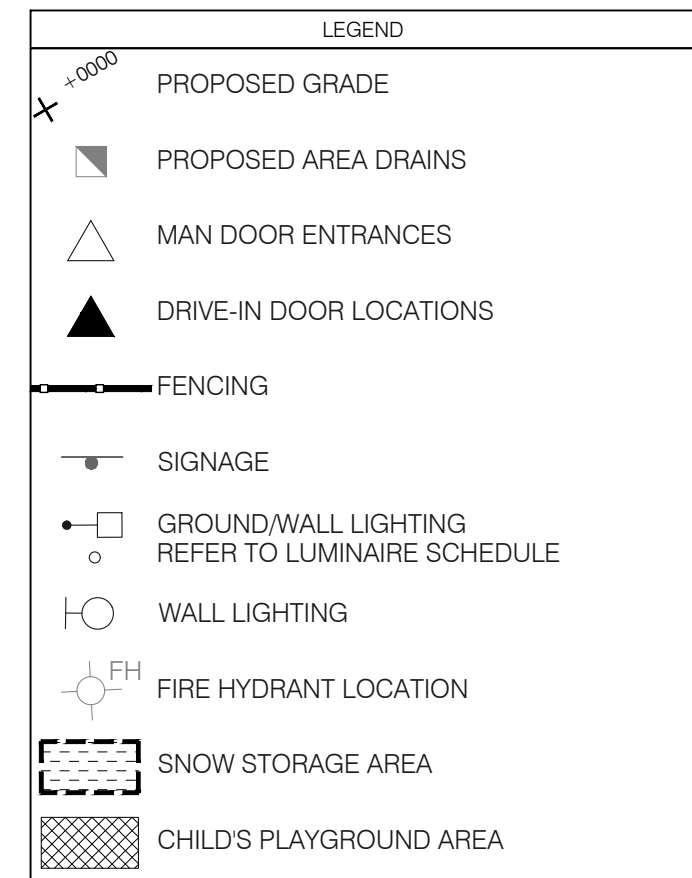 LEGEND
+0000
PROPOSED GRADE
PROPOSED AREA DRAINS
MAN DOOR ENTRANCES
DRIVE-IN DOOR LOCATIONS
FENCING
SIGNAGE
GROUND/WALL LIGHTING
REFER TO LUMINAIRE SCHEDULE
WALL LIGHTING
FH
FIRE HYDRANT LOCATION
SNOW STORAGE AREA
CHILD'S PLAYGROUND AREA